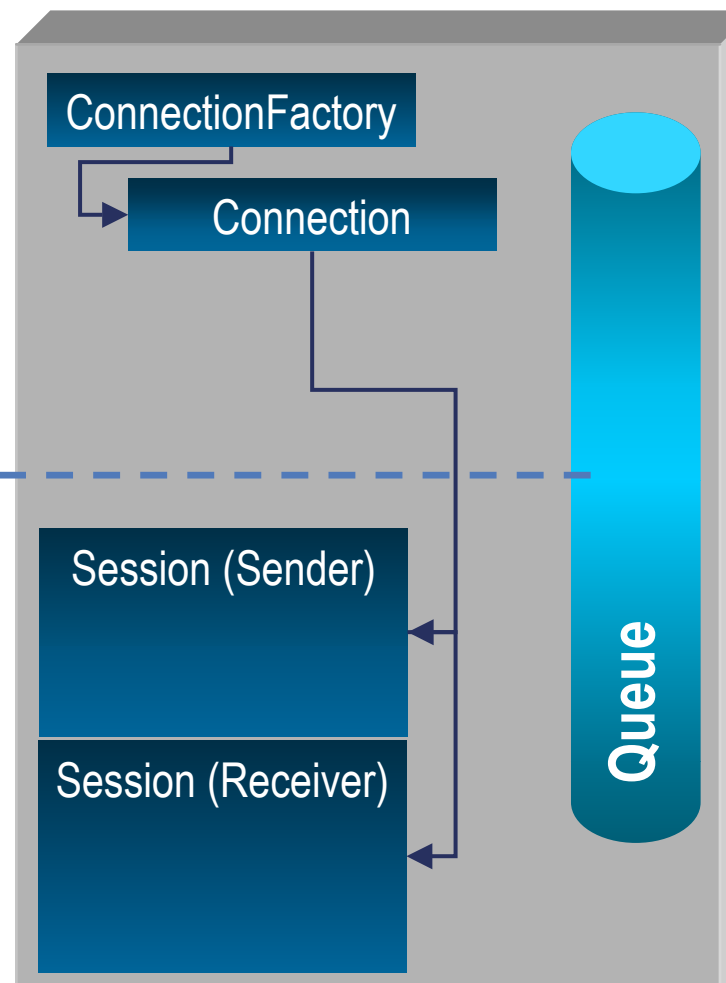 ConnectionFactory
Connection
Session (Sender)
Session (Receiver)
Queue